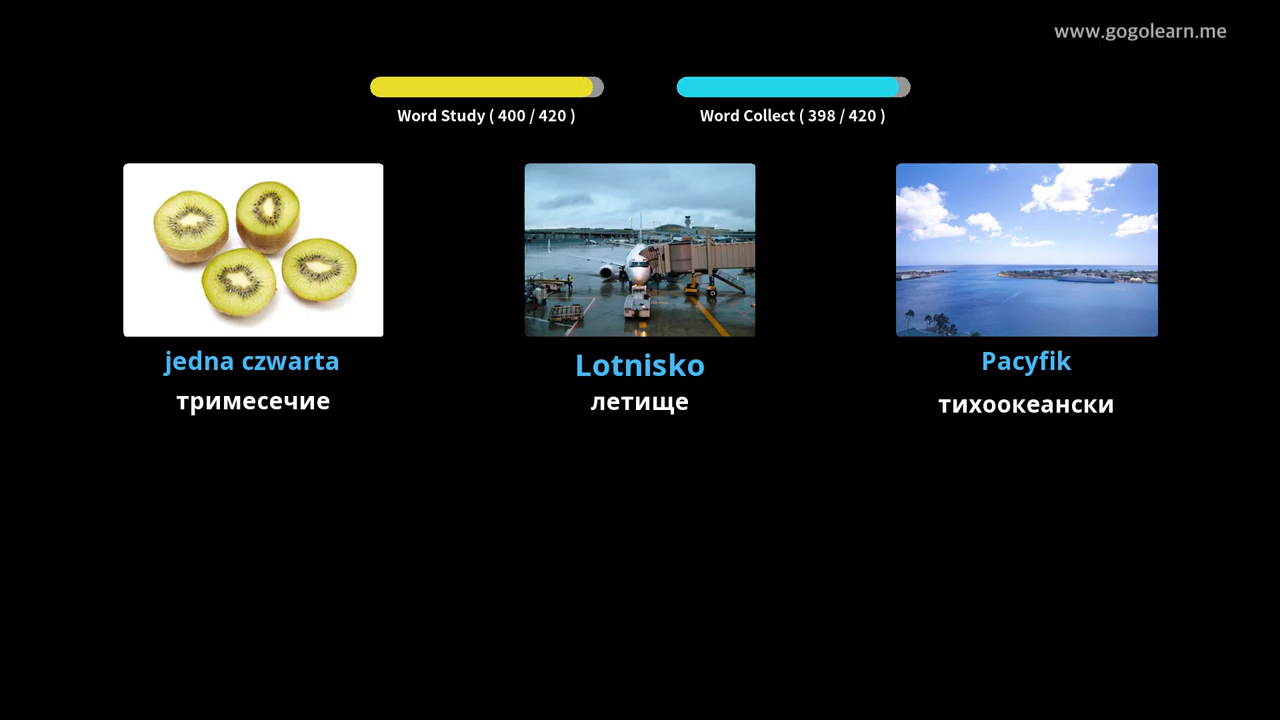 www.gogolearn.me
Word Study ( 400 / 420 )
Word Collect ( 398 / 420 )
jedna czwarta
тримесечие
Lotnisko
летище
Pacyfik
тихоокеански